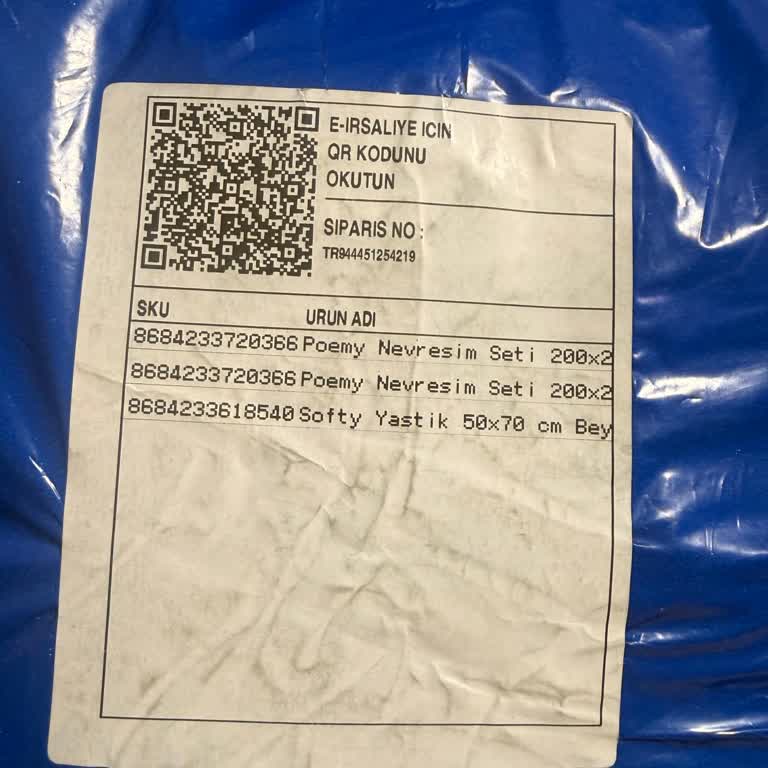 E-IRSALIYE ICIN
QR KODUNU
OKUTUN
SIPARIS NO :
TR944451254219
SKU URUN ADI
8684233720366 Poemy Nevresim Seti 200x2
8684233720366 Poemy Nevresim Seti 200x2
8684233618540 Softy Yastik 50x70 cm Bey